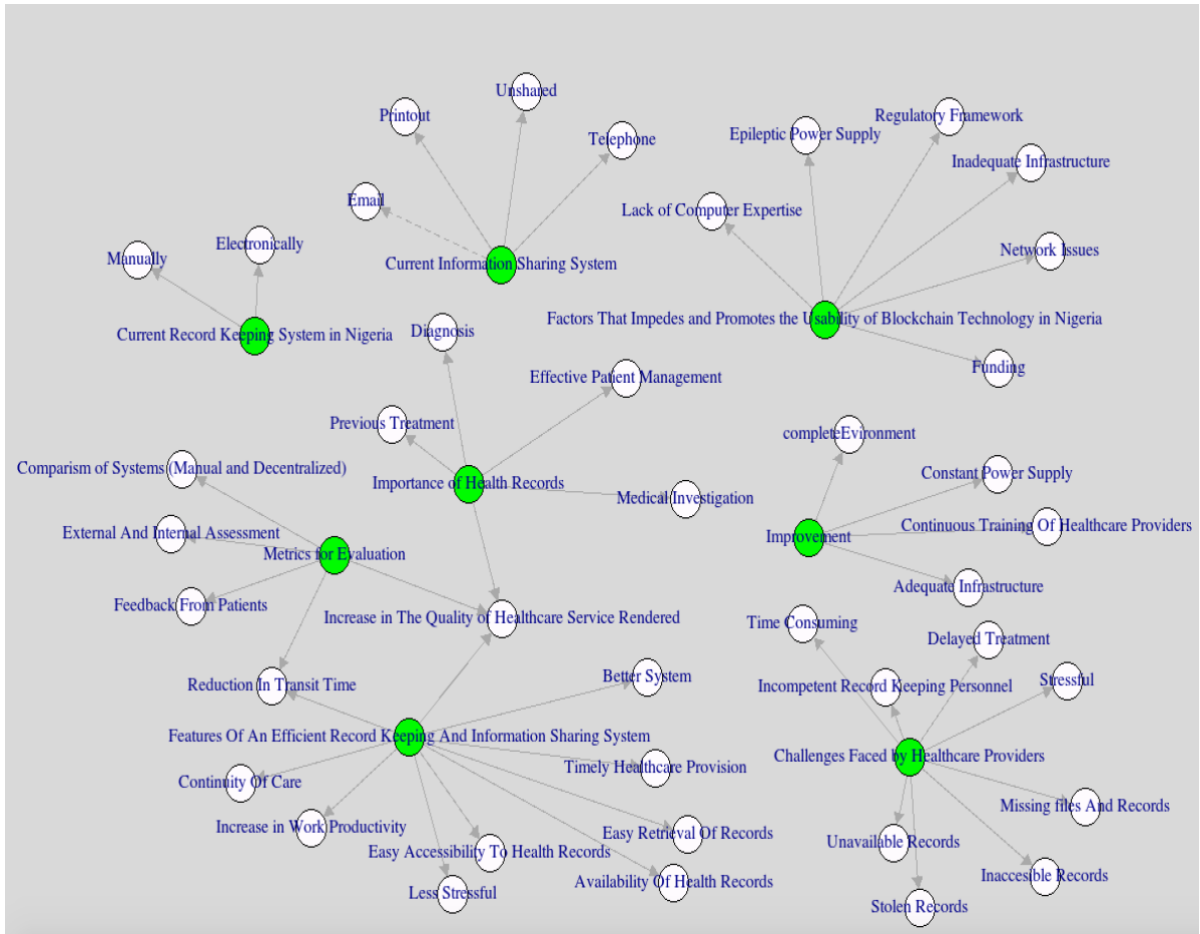 Unshared
Printout
Telephone
Epileptic Power Supply
Regulatory Framework
Inadequate Infrastructure
Email
Lack of Computer Expertise
Manually
Electronically
Current Information Sharing System
Network Issues
Current Record Keeping System in Nigeria
Factors That Impedes and Promotes the Usability of Blockchain Technology in Nigeria
Diagnosis
Funding
Effective Patient Management
Previous Treatment
completeEvironment
Comparism of Systems (Manual and Decentralized)
Constant Power Supply
Importance of Health Records
Medical Investigation
Continuous Training Of Healthcare Providers
External And Internal Assessment
Improvement
Metrics for Evaluation
Adequate Infrastructure
Feedback From Patients
Increase in The Quality of Healthcare Service Rendered
Time Consuming
Delayed Treatment
Reduction In Transit Time
Better System
Incompetent Record Keeping Personnel
Stressful
Features Of An Efficient Record Keeping And Information Sharing System
Challenges Faced by Healthcare Providers
Timely Healthcare Provision
Continuity Of Care
Missing files And Records
Increase in Work Productivity
Easy Retrieval Of Records
Unavailable Records
Easy Accessibility To Health Records
Availability Of Health Records
Inaccesible Records
Less Stressful
Stolen Records